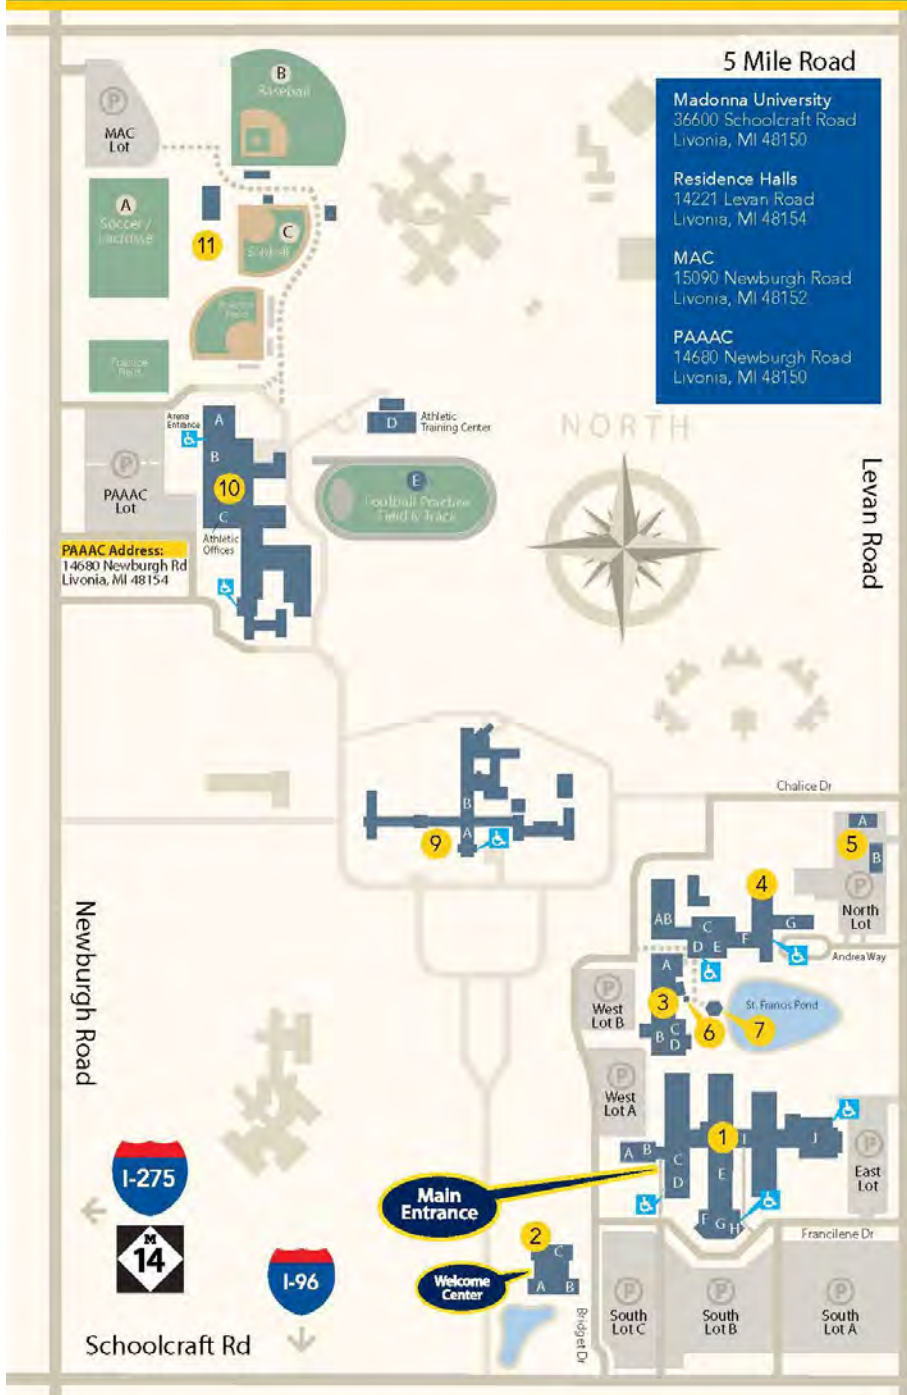 5 Mile Road
Madonna University
36600 Schoolcraft Road
Livonia, MI 48150
Residence Halls
14221 Levan Road
Livonia, MI 48154
MAC
15090 Newburgh Road
Livonia, MI 48152
PAAAC
14680 Newburgh Road
Livonia, MI 48150
P
MAC
Lot
B
Baseball
A
Soccer/
Lacrosse
11
C
Softball
Practice
Field
Practice
Field
Arena
Entrance
A
B
10
C
Athletic
Offices
P
PAAAC
Lot
PAAAC Address:
14680 Newburgh Rd
Livonia, MI 48154
D
Athletic
Training Center
E
Football Practice
Field & Track
NORTH
Levan Road
Chalice Dr
B
A
9
A
5
B
P
North
Lot
4
AB
C
D E
F
G
Andrea Way
A
3
B C
D
6
7
St. Francis Pond
P
West
Lot B
P
West
Lot A
Newburgh Road
1
A B
C
D
E
F G H
I
J
P
East
Lot
Main
Entrance
Francilene Dr
2
C
A B
Welcome
Center
Bridget Dr
P
South
Lot C
P
South
Lot B
P
South
Lot A
I-275
M
14
I-96
Schoolcraft Rd